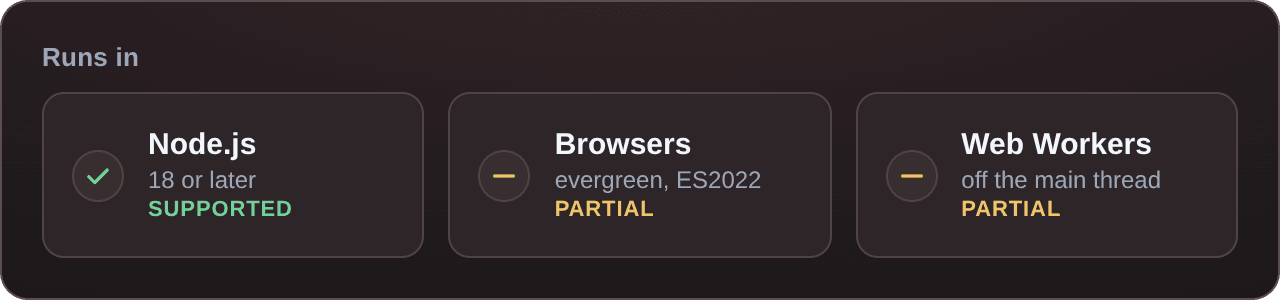 Runs in
Node.js
18 or later
SUPPORTED
Browsers
evergreen, ES2022
PARTIAL
Web Workers
off the main thread
PARTIAL